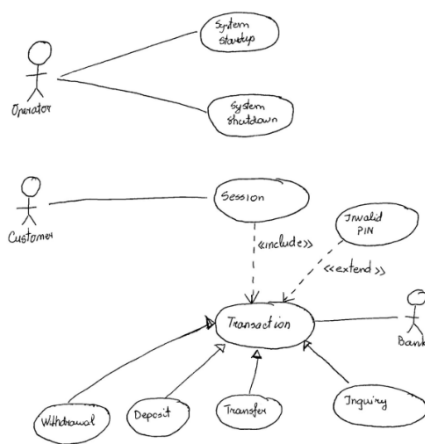 System
Startup
Operator
System
Shutdown
Session
Invalid
PIN
Customer
«include»
«extend»
Transaction
Bank
Withdrawal
Deposit
Transfer
Inquiry